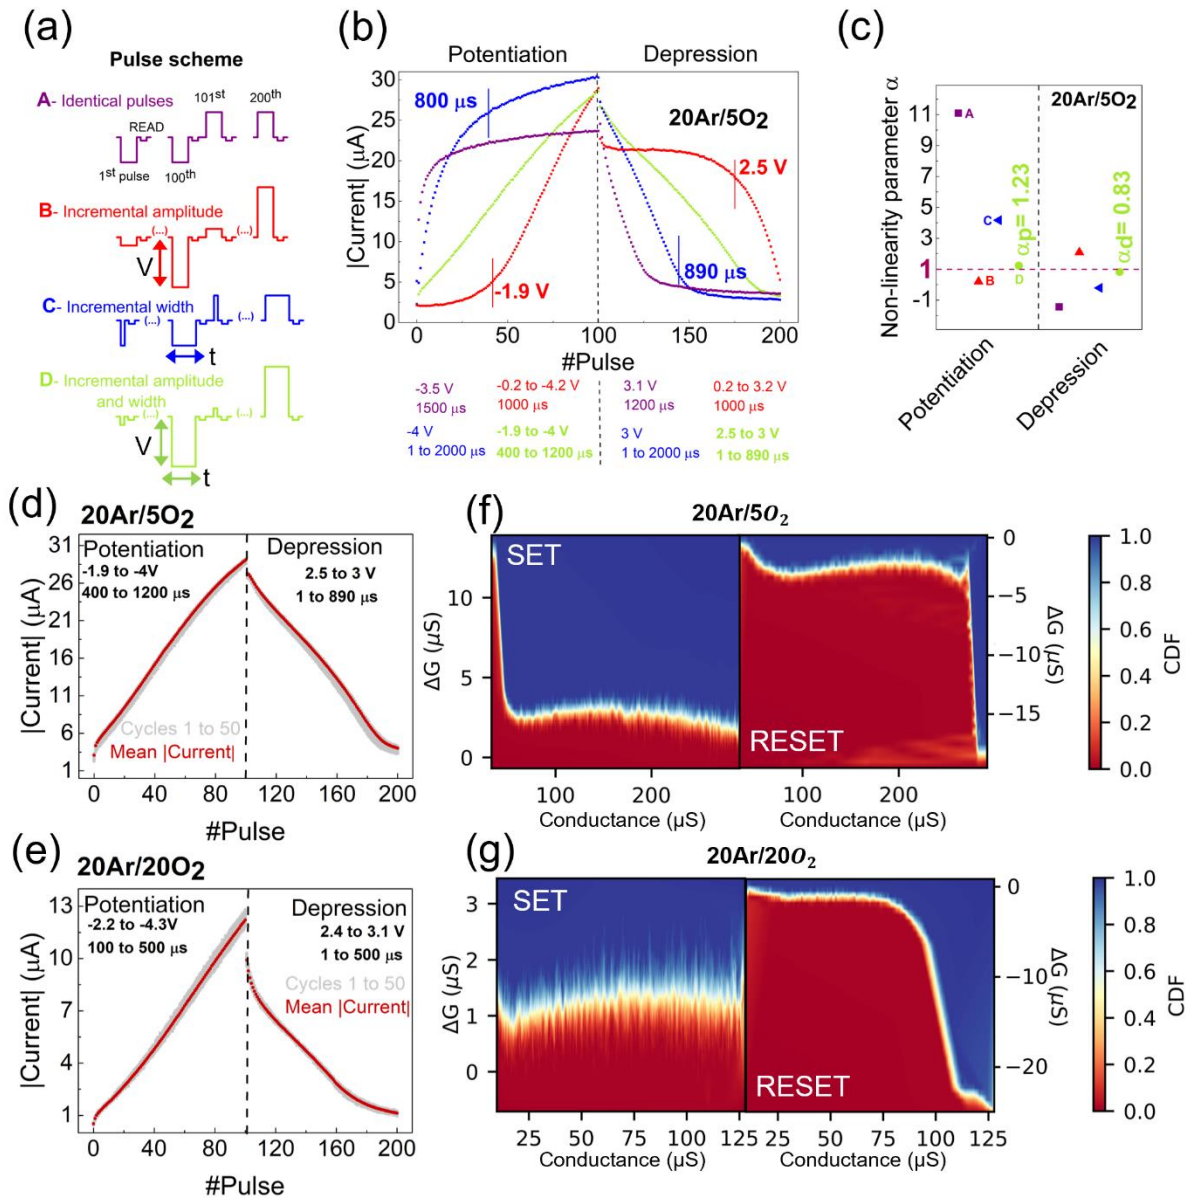 (a)
Pulse scheme
A- Identical pulses
101st
200th
READ
1st pulse
100th
B- Incremental amplitude
(...)
(...)
V
C- Incremental width
(...)
(...)
t
D- Incremental amplitude
and width
(...)
(...)
V
t
(b)
Potentiation
Depression
|Current| (μA)
30
25
20
15
10
5
0
800 μs
20Ar/5O2
2.5 V
-1.9 V
890 μs
0
50
100
150
200
#Pulse
-3.5 V
1500 μs
-0.2 to -4.2 V
1000 μs
3.1 V
1200 μs
0.2 to 3.2 V
1000 μs
-4 V
1 to 2000 μs
-1.9 to -4 V
400 to 1200 μs
3 V
1 to 2000 μs
2.5 to 3 V
1 to 890 μs
(c)
Non-linearity parameter α
11
9
7
5
3
1
-1
20Ar/5O2
A
C
B
D
αp= 1.23
αd= 0.83
Potentiation
Depression
(d)
20Ar/5O2
|Current| (μA)
31
26
21
16
11
6
1
Potentiation
-1.9 to -4V
400 to 1200 μs
Depression
2.5 to 3 V
1 to 890 μs
Cycles 1 to 50
Mean |Current|
0
40
80
120
160
200
#Pulse
(e)
20Ar/20O2
|Current| (μA)
13
10
7
4
1
Potentiation
-2.2 to -4.3V
100 to 500 μs
Depression
2.4 to 3.1 V
1 to 500 μs
Cycles 1 to 50
Mean |Current|
0
40
80
120
160
200
#Pulse
(f)
20Ar/5O2
SET
RESET
ΔG (μS)
10
5
0
100
200
Conductance (μS)
100
200
Conductance (μS)
0
−5
−10
−15
ΔG (μS)
1.0
0.8
0.6
0.4
0.2
0.0
CDF
(g)
20Ar/20O2
SET
RESET
ΔG (μS)
3
2
1
0
25
50
75
100
125
Conductance (μS)
25
50
75
100
125
Conductance (μS)
0
−10
−20
ΔG (μS)
1.0
0.8
0.6
0.4
0.2
0.0
CDF